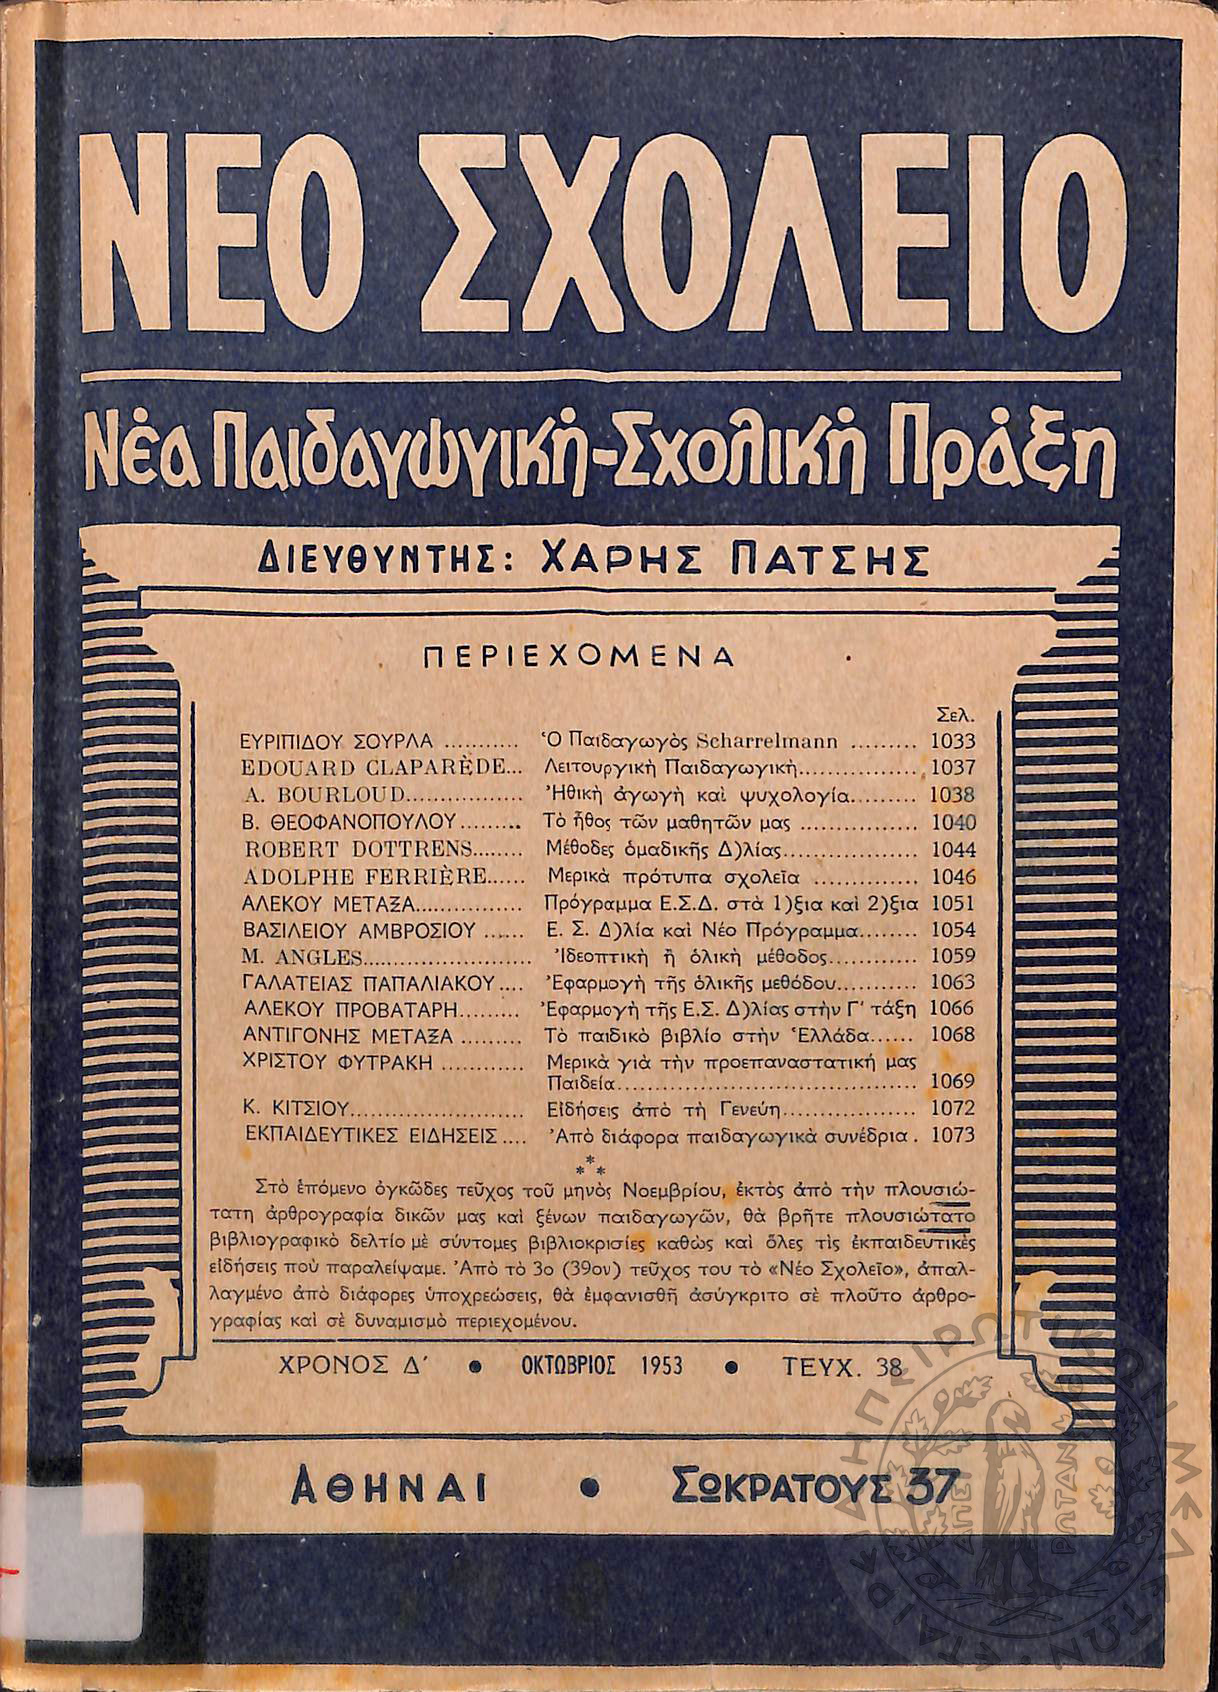 ΝΕΟ ΣΧΟΛΕΙΟ
Νέα Παιδαγωγική-Σχολική Πράξη
ΔΙΕΥΘΥΝΤΗΣ: ΧΑΡΗΣ ΠΑΤΣΗΣ
ΠΕΡΙΕΧΟΜΕΝΑ
Σελ.
ΕΥΡΙΠΙΔΟΥ ΣΟΥΡΛΑ ........... Ὁ Παιδαγωγὸς Scharrelmann ......... 1033
EDOUARD CLAPARÈDE... Λειτουργικὴ Παιδαγωγικὴ.................. 1037
A. BOURLOUD................. Ἠθικὴ ἀγωγὴ καὶ ψυχολογία......... 1038
Β. ΘΕΟΦΑΝΟΠΟΥΛΟΥ......... Τὸ ἦθος τῶν μαθητῶν μας ................ 1040
ROBERT DOTTRENS........ Μέθοδες ὁμαδικῆς Δ)λίας.................. 1044
ADOLPHE FERRIÈRE...... Μερικὰ πρότυπα σχολεῖα .............. 1046
ΑΛΕΚΟΥ ΜΕΤΑΞΑ................ Πρόγραμμα Ε.Σ.Δ. στὰ 1)ξια καὶ 2)ξια 1051
ΒΑΣΙΛΕΙΟΥ ΑΜΒΡΟΣΙΟΥ ...... Ε. Σ. Δ)λία καὶ Νέο Πρόγραμμα........ 1054
M. ANGLES......................... Ἰδεοπτικὴ ἢ ὁλικὴ μέθοδος............ 1059
ΓΑΛΑΤΕΙΑΣ ΠΑΠΑΛΙΑΚΟΥ.... Ἐφαρμογὴ τῆς ὁλικῆς μεθόδου........... 1063
ΑΛΕΚΟΥ ΠΡΟΒΑΤΑΡΗ......... Ἐφαρμογὴ τῆς Ε.Σ. Δ)λίας στὴν Γ' τάξη 1066
ΑΝΤΙΓΟΝΗΣ ΜΕΤΑΞΑ ......... Τὸ παιδικὸ βιβλίο στὴν Ἑλλάδα...... 1068
ΧΡΙΣΤΟΥ ΦΥΤΡΑΚΗ ............ Μερικὰ γιὰ τὴν προεπαναστατική μας
Παιδεία........................................ 1069
Κ. ΚΙΤΣΙΟΥ.......................... Εἰδήσεις ἀπὸ τὴ Γενεύη.................. 1072
ΕΚΠΑΙΔΕΥΤΙΚΕΣ ΕΙΔΗΣΕΙΣ.... Ἀπὸ διάφορα παιδαγωγικὰ συνέδρια . 1073
***
Στὸ ἑπόμενο ὀγκῶδες τεῦχος τοῦ μηνὸς Νοεμβρίου, ἐκτὸς ἀπὸ τὴν πλουσιώ-
τατη ἀρθρογραφία δικῶν μας καὶ ξένων παιδαγωγῶν, θὰ βρῆτε πλουσιώτατο
βιβλιογραφικὸ δελτίο μὲ σύντομες βιβλιοκρισίες καθὼς καὶ ὅλες τὶς ἐκπαιδευτικὲς
εἰδήσεις ποὺ παραλείψαμε. Ἀπὸ τὸ 3ο (39ον) τεῦχος του τὸ «Νέο Σχολεῖο», ἀπαλ-
λαγμένο ἀπὸ διάφορες ὑποχρεώσεις, θὰ ἐμφανισθῆ ἀσύγκριτο σὲ πλοῦτο ἀρθρο-
γραφίας καὶ σὲ δυναμισμὸ περιεχομένου.
ΧΡΟΝΟΣ Δ΄ • ΟΚΤΩΒΡΙΟΣ 1953 • ΤΕΥΧ. 38
ΑΘΗΝΑΙ • ΣΩΚΡΑΤΟΥΣ 37
ΕΤΑΙΡΕΙΑ ΗΠΕΙΡΩΤΙΚΩΝ ΜΕΛΕΤΩΝ
ΑΠΕΙ ΡΩΤΑΝ